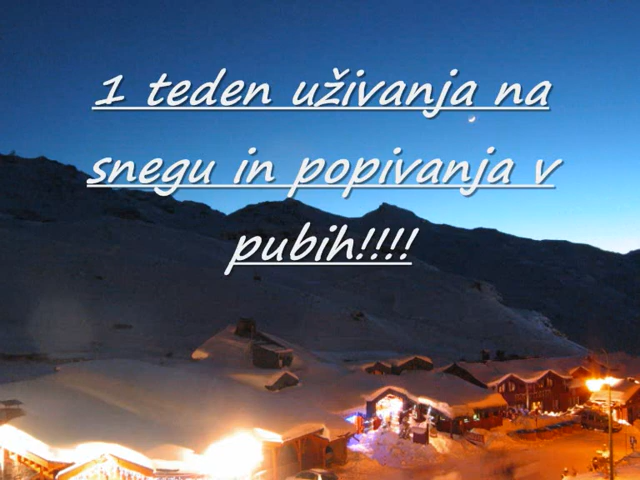 1 teden uživanja na
snegu in popivanja v
pubih!!!!